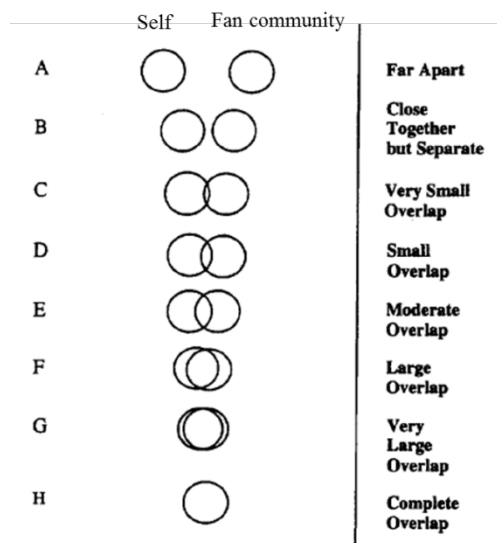 Self Fan community
A Far Apart
B Close
Together
but Separate
C Very Small
Overlap
D Small
Overlap
E Moderate
Overlap
F Large
Overlap
G Very
Large
Overlap
H Complete
Overlap